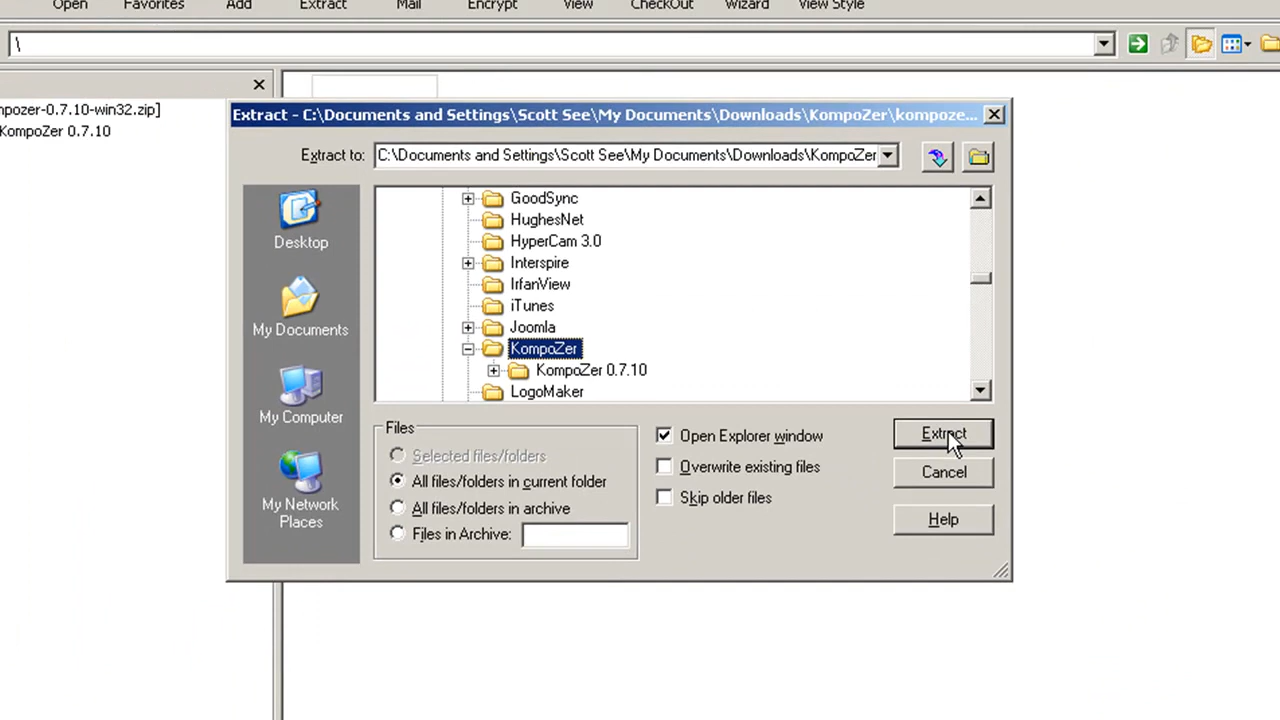 Open Favorites Add Extract Mail Encrypt View CheckOut Wizard View Style
\
mpozer-0.7.10-win32.zip]
KompoZer 0.7.10
Extract - C:\Documents and Settings\Scott See\My Documents\Downloads\KompoZer\kompoze...
Extract to: C:\Documents and Settings\Scott See\My Documents\Downloads\KompoZer
Desktop
My Documents
My Computer
My Network
Places
GoodSync
HughesNet
HyperCam 3.0
Interspire
IrfanView
iTunes
Joomla
KompoZer
KompoZer 0.7.10
LogoMaker
Files
Selected files/folders
All files/folders in current folder
All files/folders in archive
Files in Archive:
Open Explorer window
Overwrite existing files
Skip older files
Extract
Cancel
Help